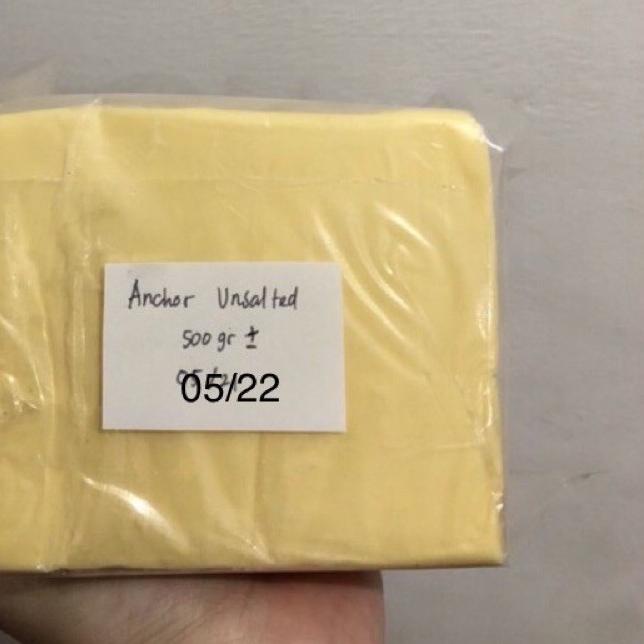 Anchor Unsalted
500 gr ±
05/22